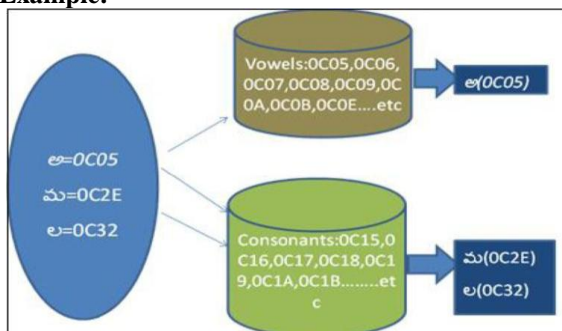 Example:
అ=0C05
మ=0C2E
ల=0C32
Vowels:0C05,0C06,
0C07,0C08,0C09,0C
0A,0C0B,0C0E....etc
అ(0C05)
Consonants:0C15,0
C16,0C17,0C18,0C1
9,0C1A,0C1B........et
c
మ(0C2E)
ల(0C32)